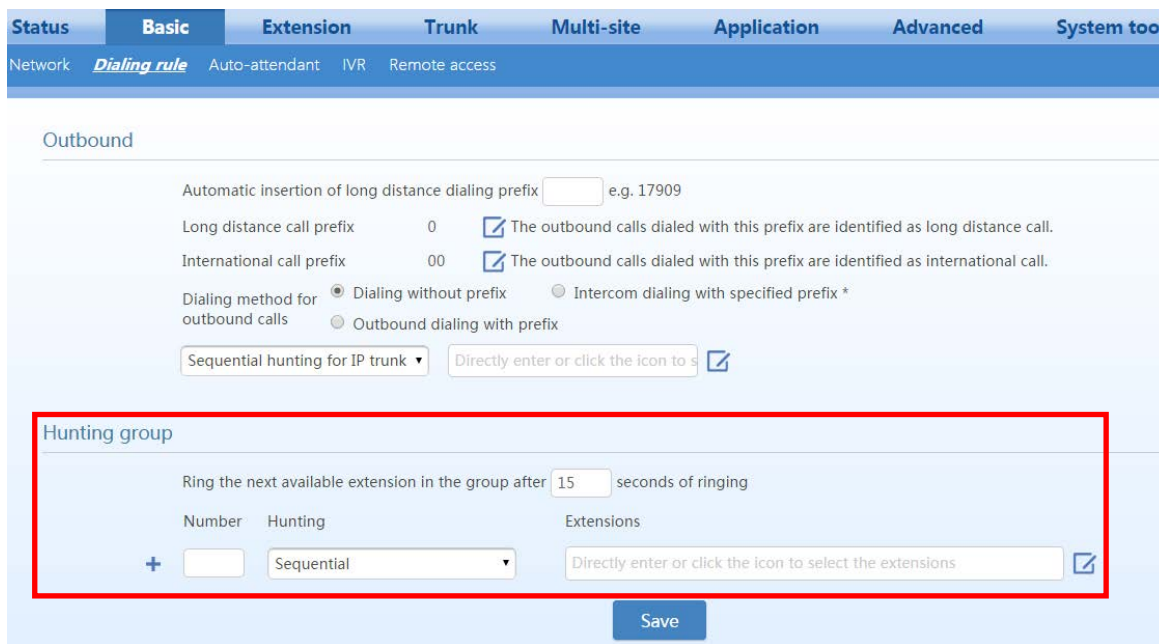 Status Basic Extension Trunk Multi-site Application Advanced System too
Network Dialing rule Auto-attendant IVR Remote access
Outbound
Automatic insertion of long distance dialing prefix e.g. 17909
Long distance call prefix 0 The outbound calls dialed with this prefix are identified as long distance call.
International call prefix 00 The outbound calls dialed with this prefix are identified as international call.
Dialing method for outbound calls Dialing without prefix Intercom dialing with specified prefix *
Outbound dialing with prefix
Sequential hunting for IP trunk Directly enter or click the icon to s
Hunting group
Ring the next available extension in the group after 15 seconds of ringing
Number Hunting Extensions
+ Sequential Directly enter or click the icon to select the extensions
Save